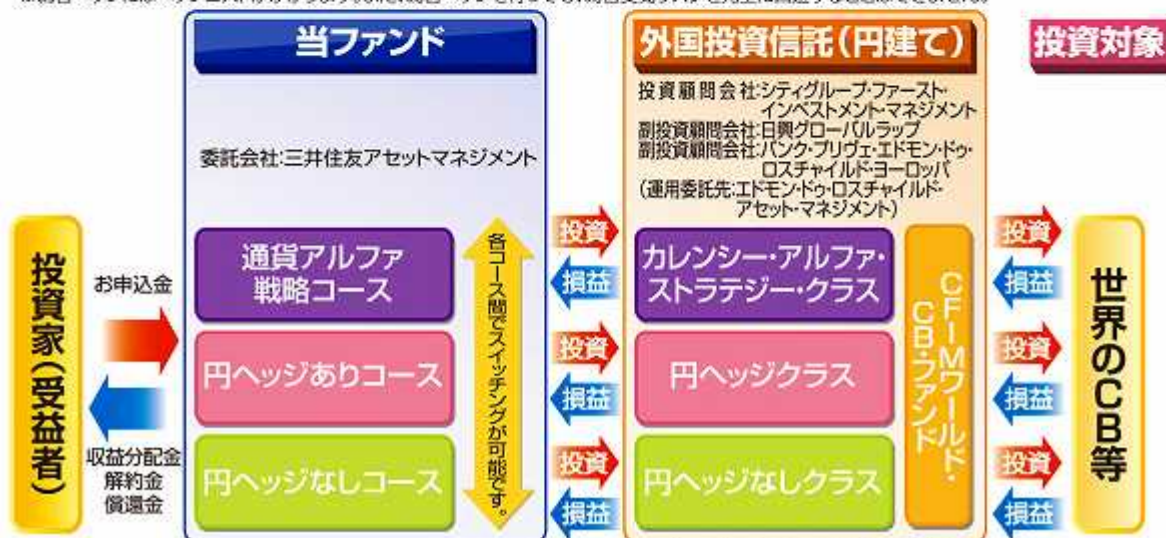 当ファンド
外国投資信託(円建て)
投資対象
委託会社:三井住友アセットマネジメント
投資顧問会社:シティグループ・ファースト・
インベストメント・マネジメント
副投資顧問会社:日興グローバルラップ
副投資顧問会社:バンク・プリヴェ・エドモン・ドゥ・
ロスチャイルド・ヨーロッパ
(運用委託先:エドモン・ドゥ・ロスチャイルド・
アセット・マネジメント)
投資家(受益者)
お申込金
収益分配金
解約金
償還金
通貨アルファ
戦略コース
円ヘッジありコース
円ヘッジなしコース
各コース間でスイッチングが可能です。
投資
損益
投資
損益
投資
損益
カレンシー・アルファ・
ストラテジー・クラス
円ヘッジクラス
円ヘッジなしクラス
CFIMワールド・
CB・ファンド
投資
損益
投資
損益
投資
損益
世界のCB等